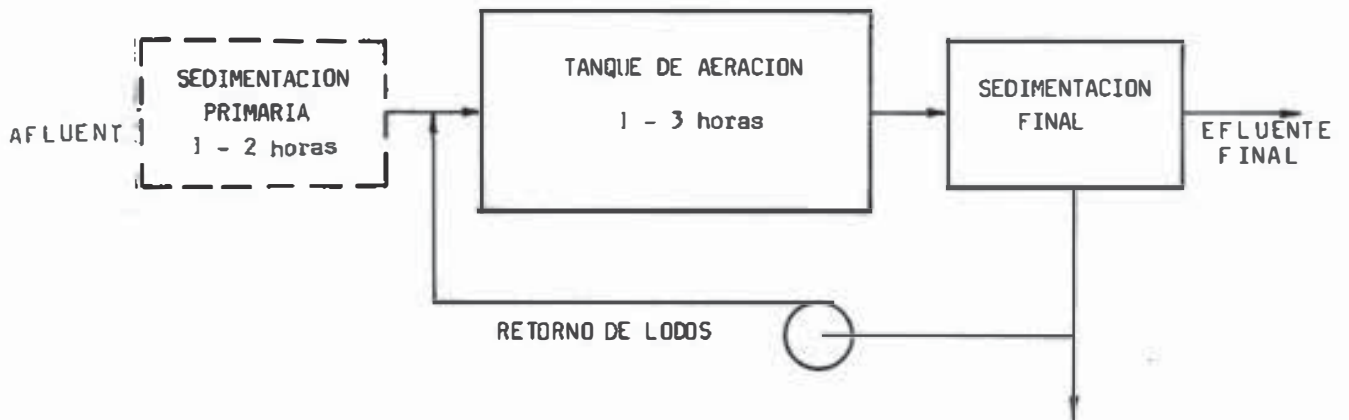 SEDIMENTACION
PRIMARIA
1 - 2 horas
AFLUENT
TANQUE DE AERACION
1 - 3 horas
SEDIMENTACION
FINAL
EFLUENTE
FINAL
RETORNO DE LODOS